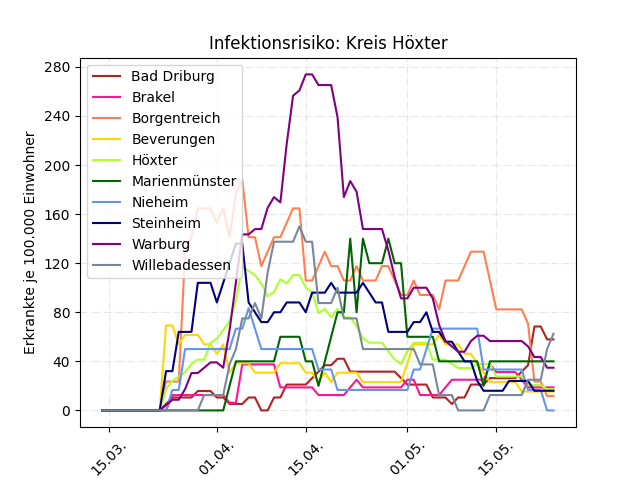 Infektionsrisiko: Kreis Höxter
Erkrankte je 100.000 Einwohner
280
240
200
160
120
80
40
0
Bad Driburg
Brakel
Borgentreich
Beverungen
Höxter
Marienmünster
Nieheim
Steinheim
Warburg
Willebadessen
15.03.
01.04.
15.04.
01.05.
15.05.